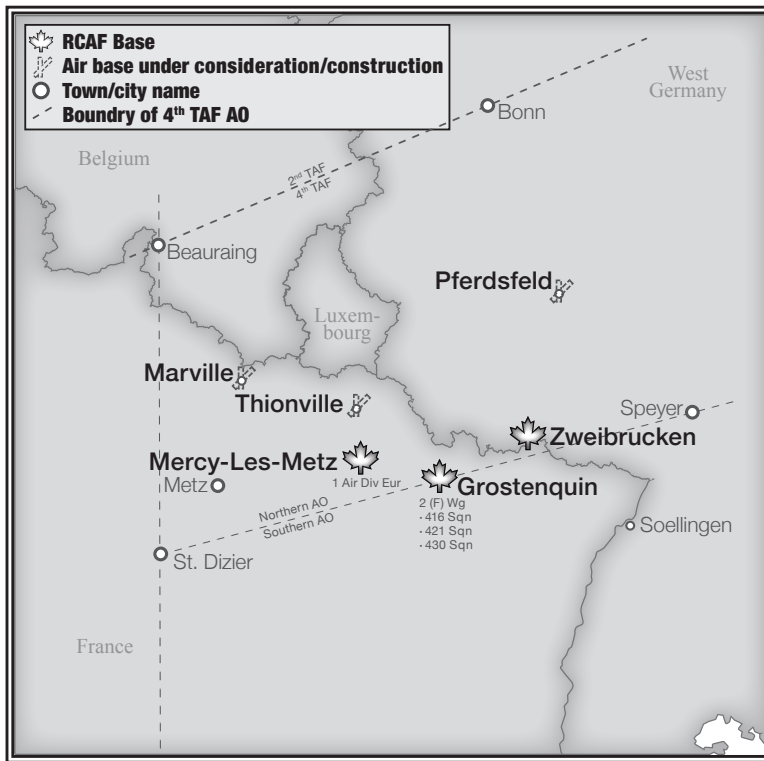 RCAF Base
Air base under consideration/construction
Town/city name
Boundry of 4th TAF AO
West
Germany
Bonn
Belgium
2nd TAF
4th TAF
Beauraing
Pferdsfeld
Luxem-
bourg
Marville
Thionville
Speyer
Zweibrucken
Mercy-Les-Metz
1 Air Div Eur
Metz
Grostenquin
2 (F) Wg
· 416 Sqn
· 421 Sqn
· 430 Sqn
Northern AO
Southern AO
Soellingen
St. Dizier
France